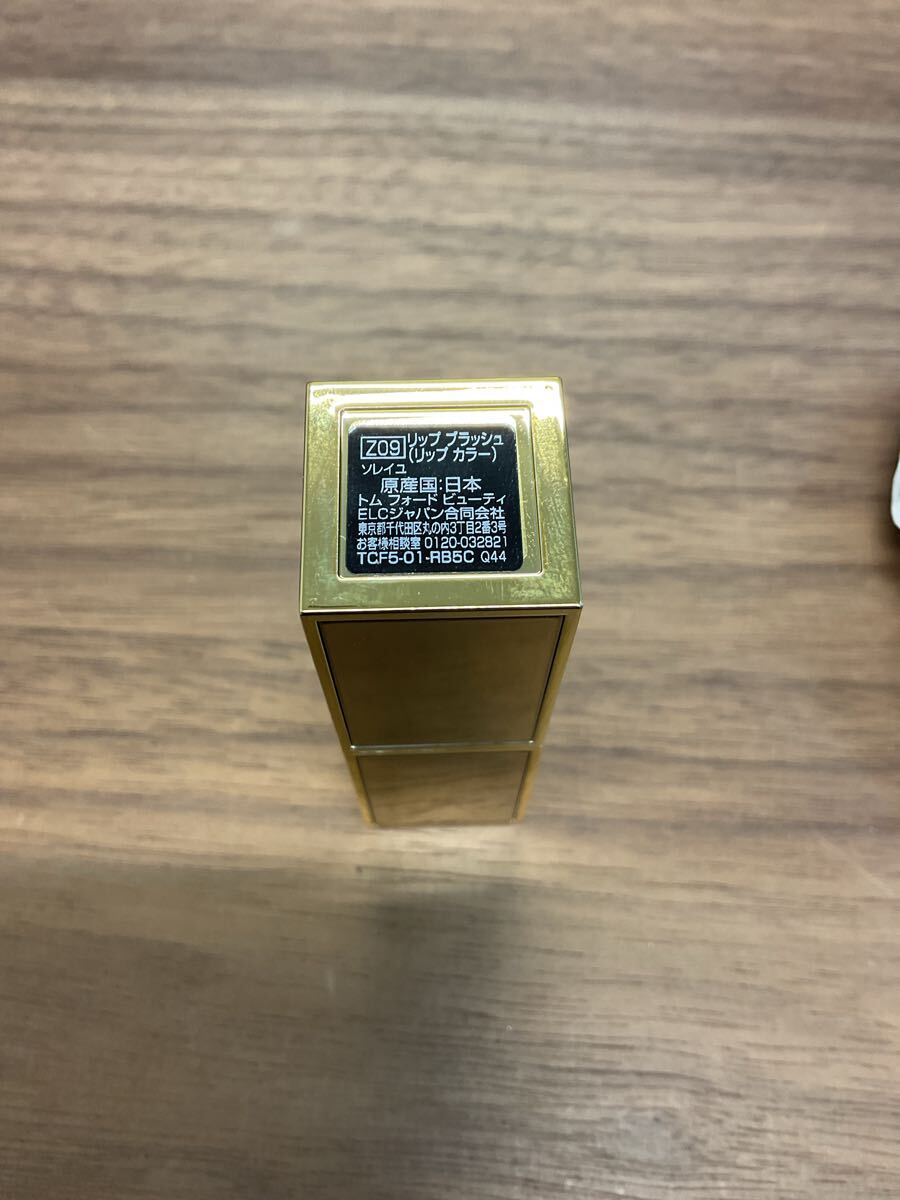 Z09 リップ ブラッシュ
(リップ カラー)
ソレイユ
原産国:日本
トム フォード ビューティ
ELCジャパン合同会社
東京都千代田区丸の内3丁目2番3号
お客様相談室 0120-032821
TCF5-01-RB5C Q44